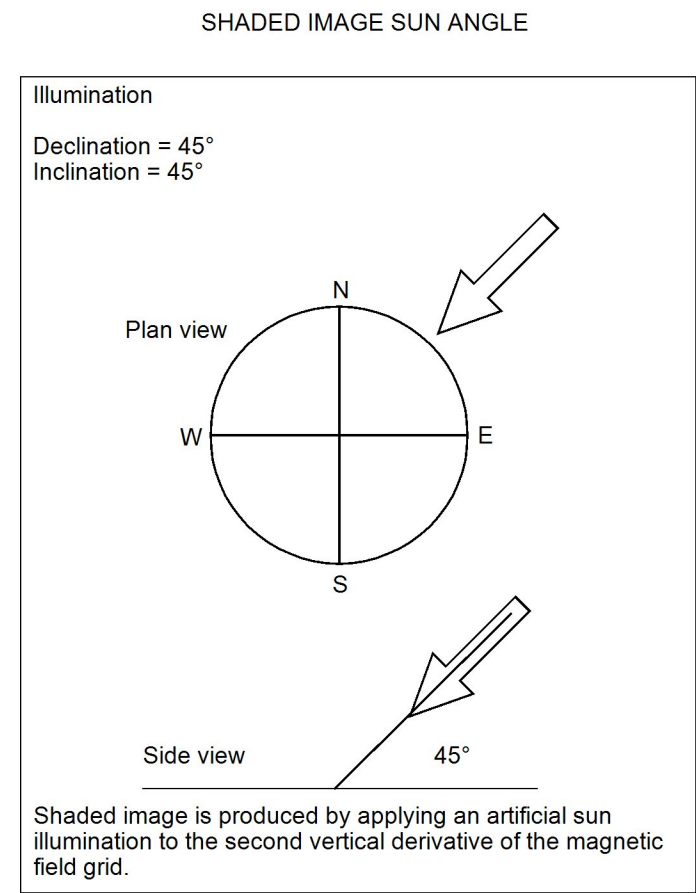 SHADED IMAGE SUN ANGLE
Illumination
Declination = 45°
Inclination = 45°
N
Plan view
W
E
S
Side view
45°
Shaded image is produced by applying an artificial sun
illumination to the second vertical derivative of the magnetic
field grid.